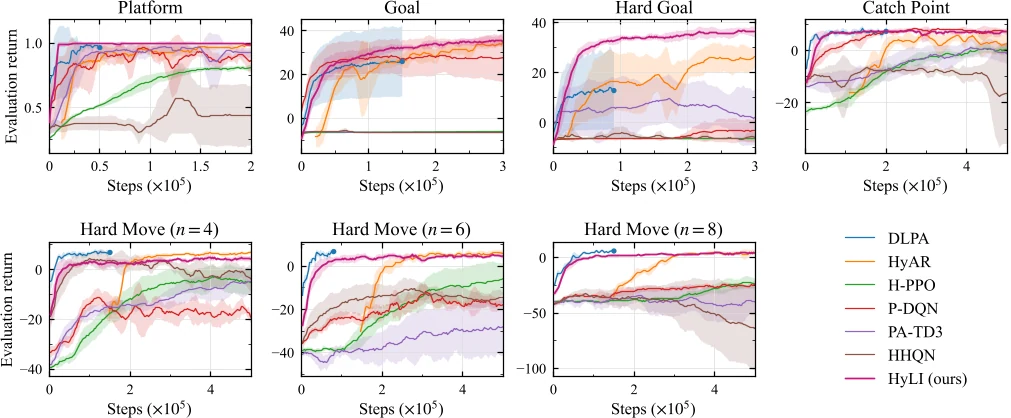 Platform
Goal
Hard Goal
Catch Point
Evaluation return
1.0
0.5
0
0.5
1
1.5
2
Steps (×10⁵)
40
20
0
0
1
2
3
Steps (×10⁵)
40
20
0
0
1
2
3
Steps (×10⁵)
0
−20
0
2
4
Steps (×10⁵)
Hard Move (n=4)
Hard Move (n=6)
Hard Move (n=8)
Evaluation return
0
−20
−40
0
2
4
Steps (×10⁵)
0
−20
−40
0
2
4
Steps (×10⁵)
0
−50
−100
0
2
4
Steps (×10⁵)
DLPA
HyAR
H-PPO
P-DQN
PA-TD3
HHQN
HyLI (ours)